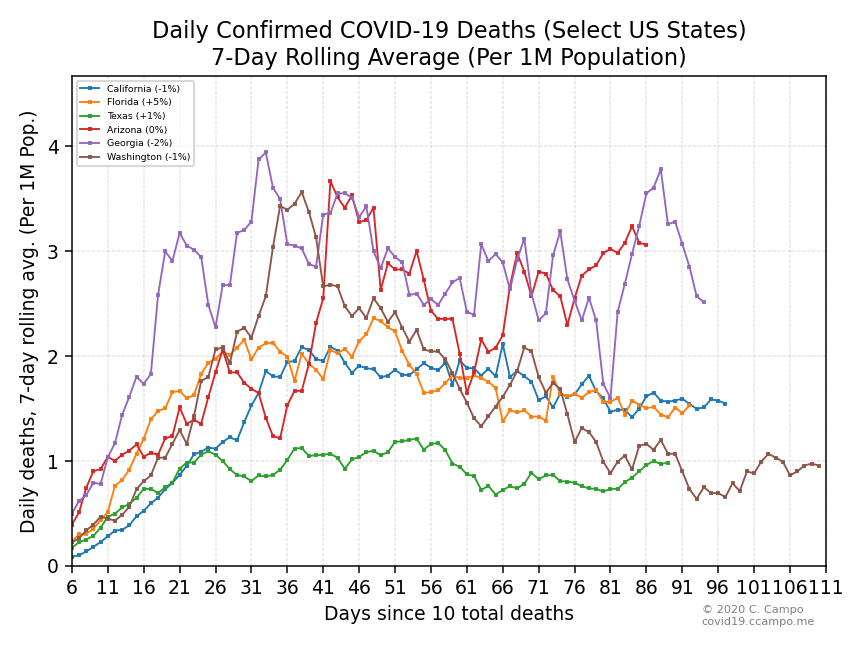 Daily Confirmed COVID-19 Deaths (Select US States)
7-Day Rolling Average (Per 1M Population)
California (-1%)
Florida (+5%)
Texas (+1%)
Arizona (0%)
Georgia (-2%)
Washington (-1%)
Daily deaths, 7-day rolling avg. (Per 1M Pop.)
4
3
2
1
0
6 11 16 21 26 31 36 41 46 51 56 61 66 71 76 81 86 91 96 101 106 111
Days since 10 total deaths
© 2020 C. Campo
covid19.ccampo.me